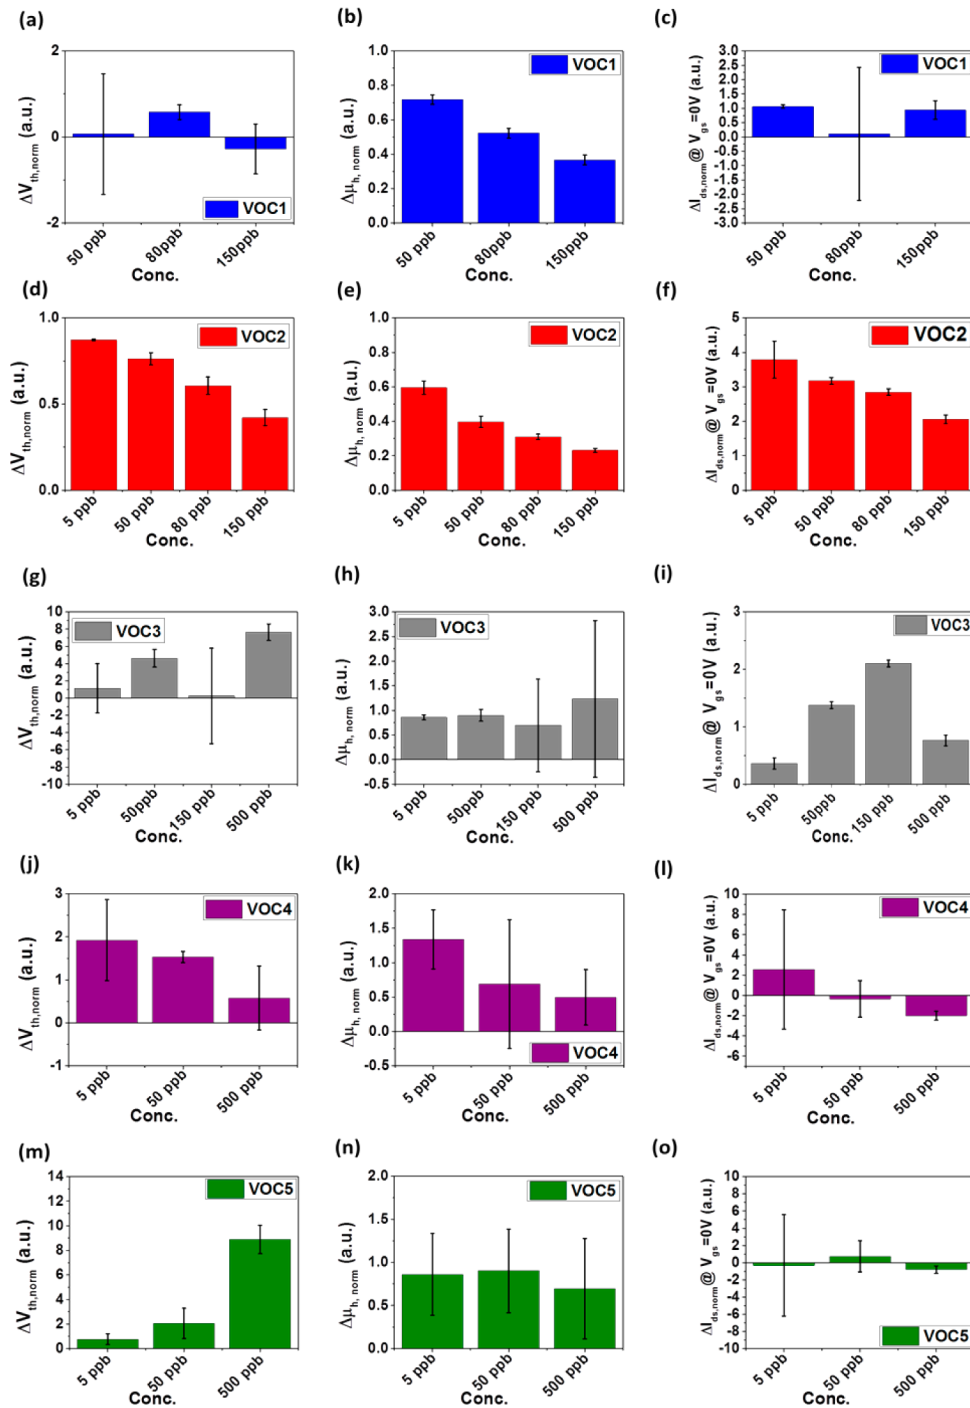 (a)
ΔV_th,norm (a.u.)
2
0
-2
VOC1
50 ppb
80ppb
150ppb
Conc.
(b)
Δμ_h, norm (a.u.)
1.0
0.8
0.6
0.4
0.2
0.0
VOC1
50 ppb
80 ppb
150 ppb
Conc.
(c)
ΔI_ds,norm@ V_gs=0V (a.u.)
3.0
2.5
2.0
1.5
1.0
0.5
0.0
-0.5
-1.0
-1.5
-2.0
-2.5
-3.0
VOC1
50 ppb
80ppb
150ppb
Conc.
(d)
ΔV_th,norm (a.u.)
1.0
0.5
0.0
VOC2
5 ppb
50 ppb
80 ppb
150 ppb
Conc.
(e)
Δμ_h, norm (a.u.)
1.0
0.8
0.6
0.4
0.2
0.0
VOC2
5 ppb
50 ppb
80 ppb
150 ppb
Conc.
(f)
ΔI_ds,norm@ V_gs=0V (a.u.)
5
4
3
2
1
0
VOC2
5 ppb
50 ppb
80 ppb
150 ppb
Conc.
(g)
ΔV_th,norm (a.u.)
10
8
6
4
2
0
-2
-4
-6
-8
-10
VOC3
5 ppb
50ppb
150 ppb
500 ppb
Conc.
(h)
Δμ_h, norm (a.u.)
3.0
2.5
2.0
1.5
1.0
0.5
0.0
-0.5
VOC3
5 ppb
50ppb
150 ppb
500 ppb
Conc.
(i)
ΔI_ds,norm@ V_gs=0V (a.u.)
3
2
1
0
VOC3
5 ppb
50ppb
150 ppb
500 ppb
Conc.
(j)
ΔV_th,norm (a.u.)
3
2
1
0
-1
VOC4
5 ppb
50 ppb
500 ppb
Conc.
(k)
Δμ_h, norm (a.u.)
2.0
1.5
1.0
0.5
0.0
-0.5
VOC4
5 ppb
50 ppb
500 ppb
Conc.
(l)
ΔI_ds,norm@ V_gs=0V (a.u.)
10
8
6
4
2
0
-2
-4
-6
VOC4
5 ppb
50 ppb
500 ppb
Conc.
(m)
ΔV_th,norm (a.u.)
14
12
10
8
6
4
2
0
VOC5
5 ppb
50 ppb
500 ppb
Conc.
(n)
Δμ_h, norm (a.u.)
2.0
1.5
1.0
0.5
0.0
VOC5
5 ppb
50 ppb
500 ppb
Conc.
(o)
ΔI_ds,norm@ V_gs=0V (a.u.)
10
8
6
4
2
0
-2
-4
-6
-8
-10
VOC5
5 ppb
50 ppb
500 ppb
Conc.